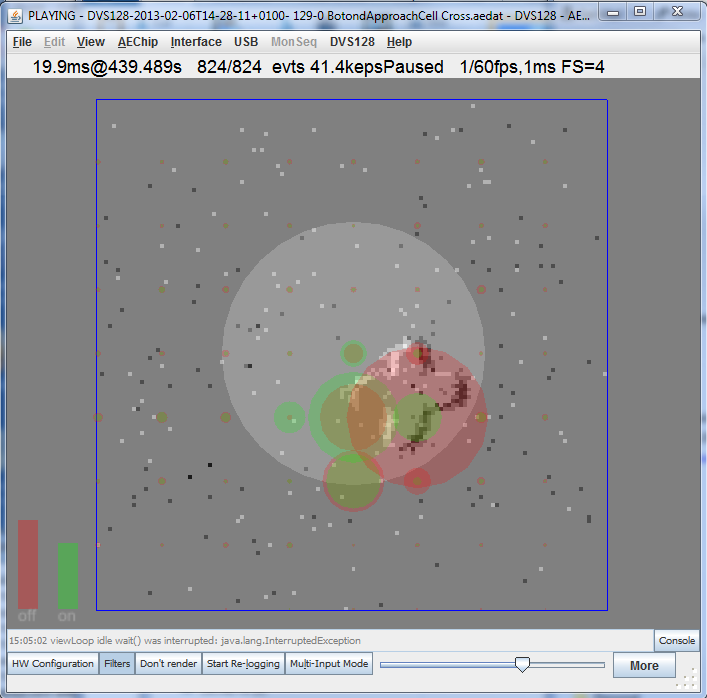 PLAYING - DVS128-2013-02-06T14-28-11+0100- 129-0 BotondApproachCell Cross.aedat - DVS128 - AE...
File Edit View AEChip Interface USB MonSeq DVS128 Help
19.9ms@439.489s 824/824 evts 41.4kepsPaused 1/60fps,1ms FS=4
off on
15:05:02 viewLoop idle wait() was interrupted: java.lang.InterruptedException
Console
HW Configuration Filters Don't render Start Re-logging Multi-Input Mode More